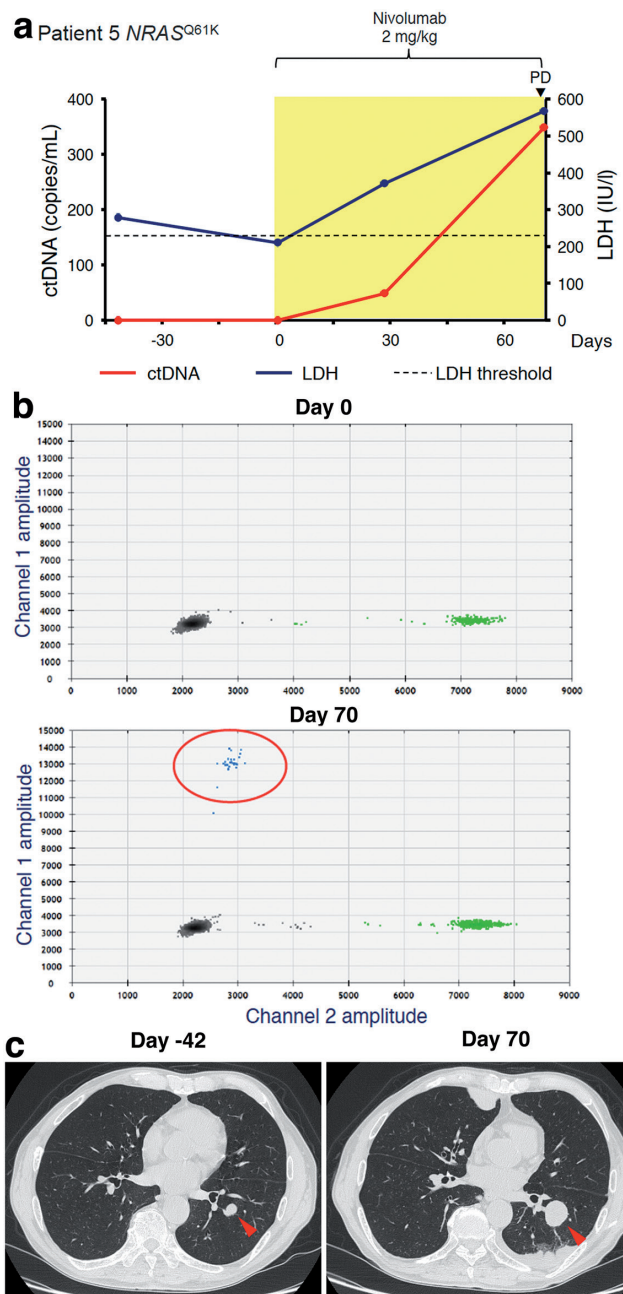 a Patient 5 NRASQ61K
Nivolumab
2 mg/kg
PD
400 600
500
300
400
200 300
200
100
100
0 0
-30 0 30 60 Days
ctDNA (copies/mL)
LDH (IU/l)
ctDNA LDH LDH threshold
b Day 0
Channel 1 amplitude
15000
14000
13000
12000
11000
10000
9000
8000
7000
6000
5000
4000
3000
2000
1000
0
0 1000 2000 3000 4000 5000 6000 7000 8000 9000
Day 70
Channel 1 amplitude
15000
14000
13000
12000
11000
10000
9000
8000
7000
6000
5000
4000
3000
2000
1000
0
0 1000 2000 3000 4000 5000 6000 7000 8000 9000
Channel 2 amplitude
c Day -42 Day 70